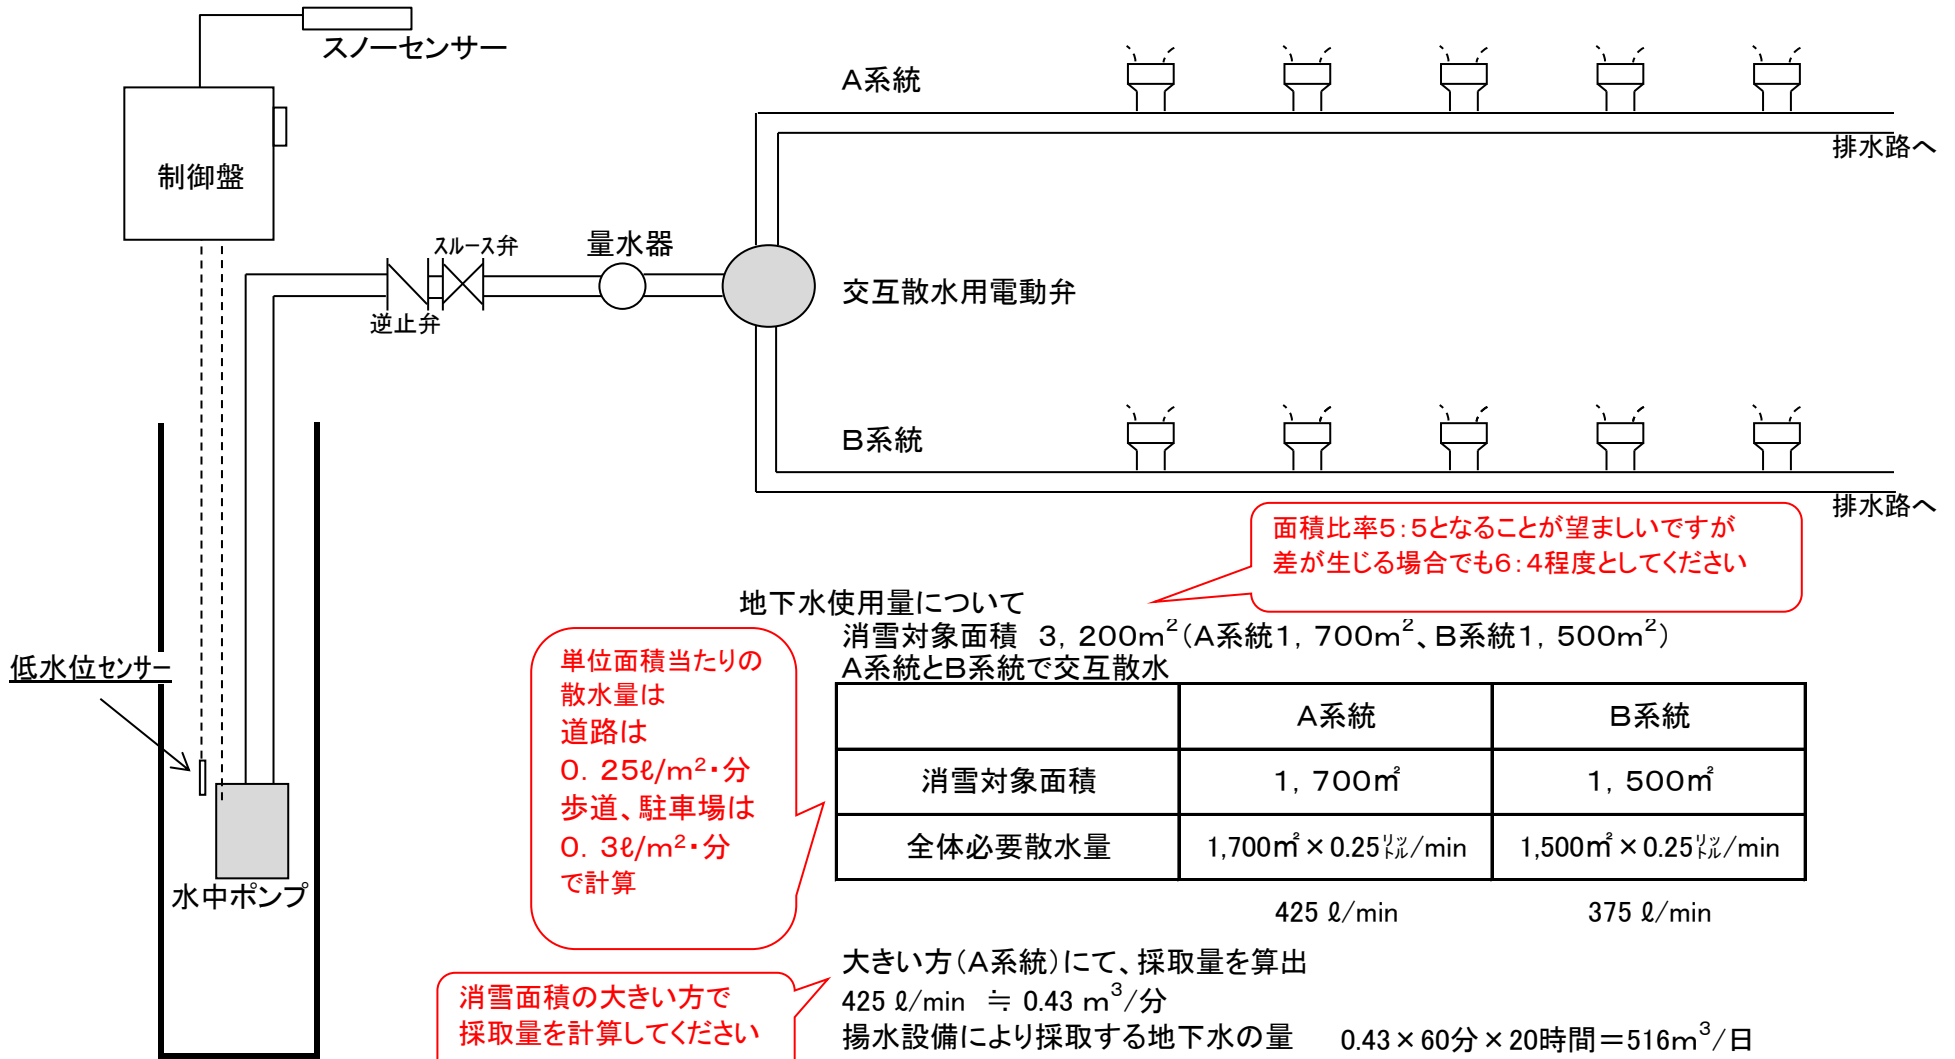 スノーセンサー
A系統
排水路へ
制御盤
スルース弁
量水器
逆止弁
交互散水用電動弁
B系統
排水路へ
面積比率5:5となることが望ましいですが
差が生じる場合でも6:4程度としてください
地下水使用量について
消雪対象面積 3,200m²(A系統1,700m²、B系統1,500m²)
A系統とB系統で交互散水
低水位センサー
単位面積当たりの
散水量は
道路は
0.25ℓ/m²・分
歩道、駐車場は
0.3ℓ/m²・分
で計算
A系統 B系統
消雪対象面積 1,700㎡ 1,500㎡
全体必要散水量 1,700㎡×0.25㍑/min 1,500㎡×0.25㍑/min
425 ℓ/min 375 ℓ/min
水中ポンプ
大きい方(A系統)にて、採取量を算出
425 ℓ/min ≒ 0.43 m³/分
揚水設備により採取する地下水の量 0.43×60分×20時間=516m³/日
消雪面積の大きい方で
採取量を計算してください